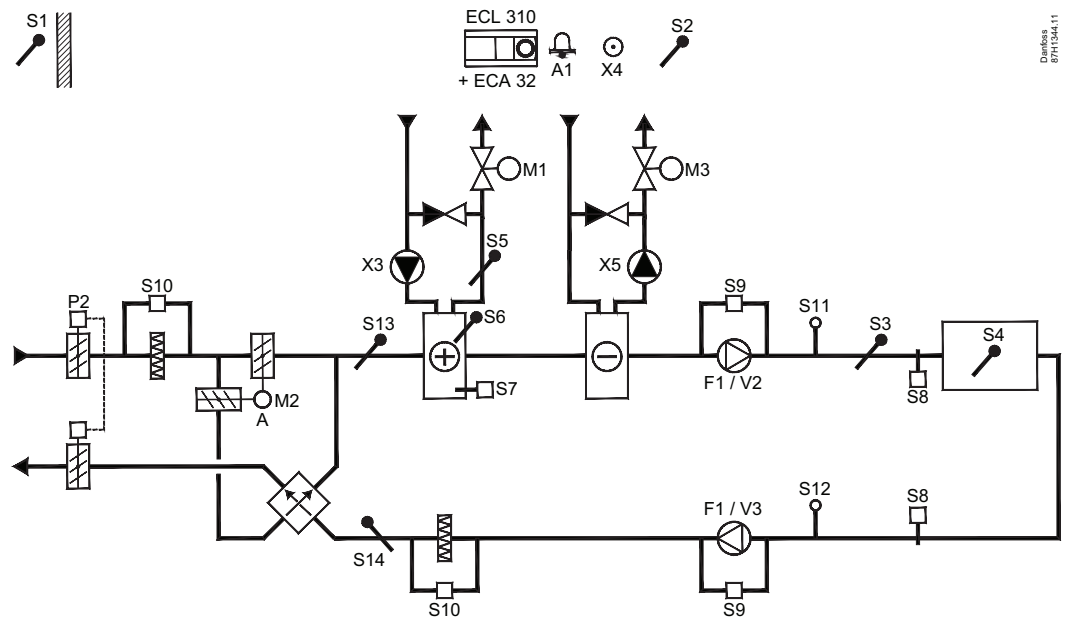 S1
ECL 310
A1
X4
S2
+ ECA 32
Danfoss
87H1344.11
M1
M3
X3
S5
X5
P2
S10
S13
S6
S9
S11
S3
S4
S7
F1 / V2
S8
M2
A
S14
S10
F1 / V3
S9
S12
S8